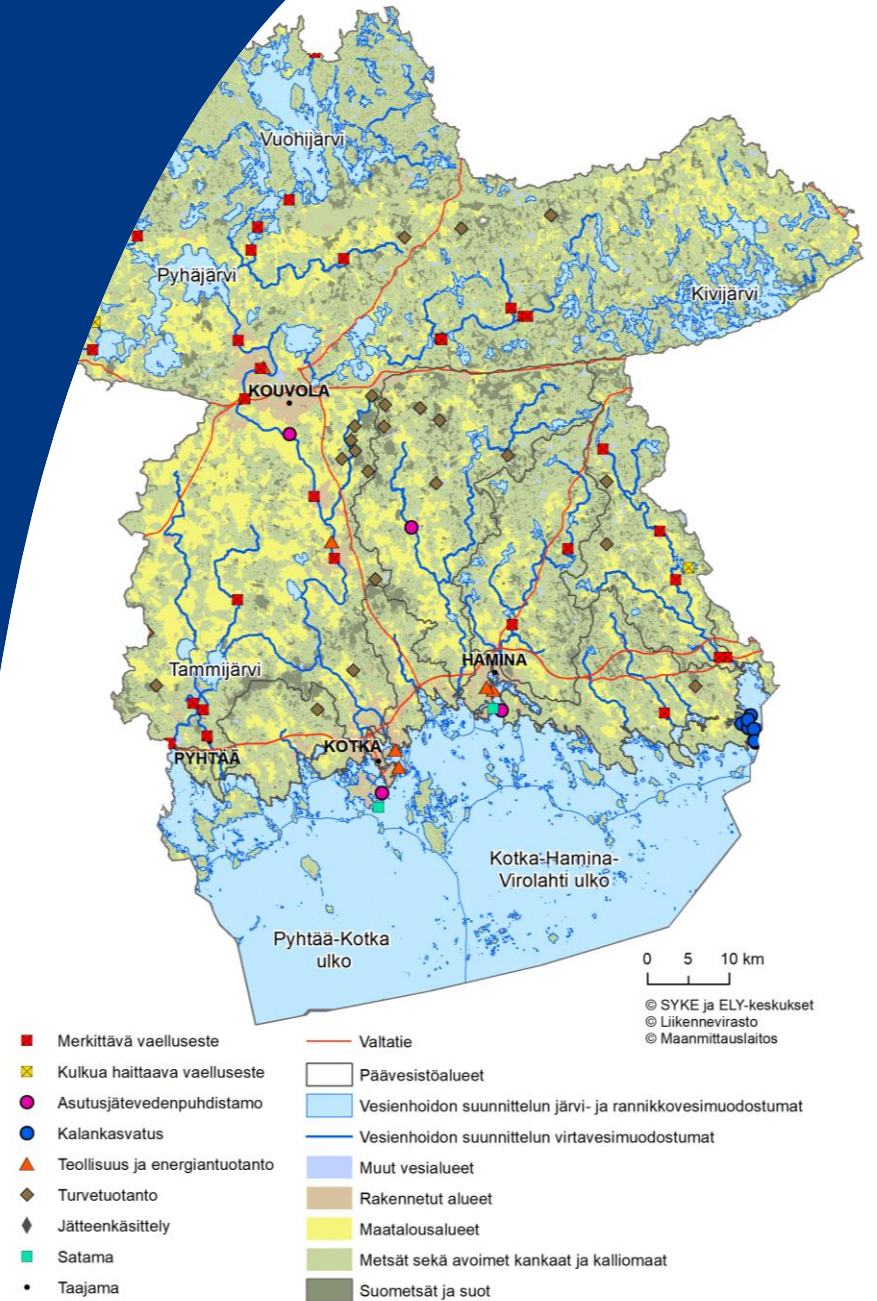 Vuohijärvi
Pyhäjärvi
Kivijärvi
KOUVOLA
Tammijärvi
HAMINA
PYHTÄÄ
KOTKA
Kotka-Hamina-
Virolahti ulko
Pyhtää-Kotka
ulko
0 5 10 km
© SYKE ja ELY-keskukset
© Liikennevirasto
© Maanmittauslaitos
Merkittävä vaelluseste
Kulkua haittaava vaelluseste
Asutusjätevedenpuhdistamo
Kalankasvatus
Teollisuus ja energiantuotanto
Turvetuotanto
Jätteenkäsittely
Satama
Taajama
Valtatie
Päävesistöalueet
Vesienhoidon suunnittelun järvi- ja rannikkovesimuodostumat
Vesienhoidon suunnittelun virtavesimuodostumat
Muut vesialueet
Rakennetut alueet
Maatalousalueet
Metsät sekä avoimet kankaat ja kalliomaat
Suometsät ja suot